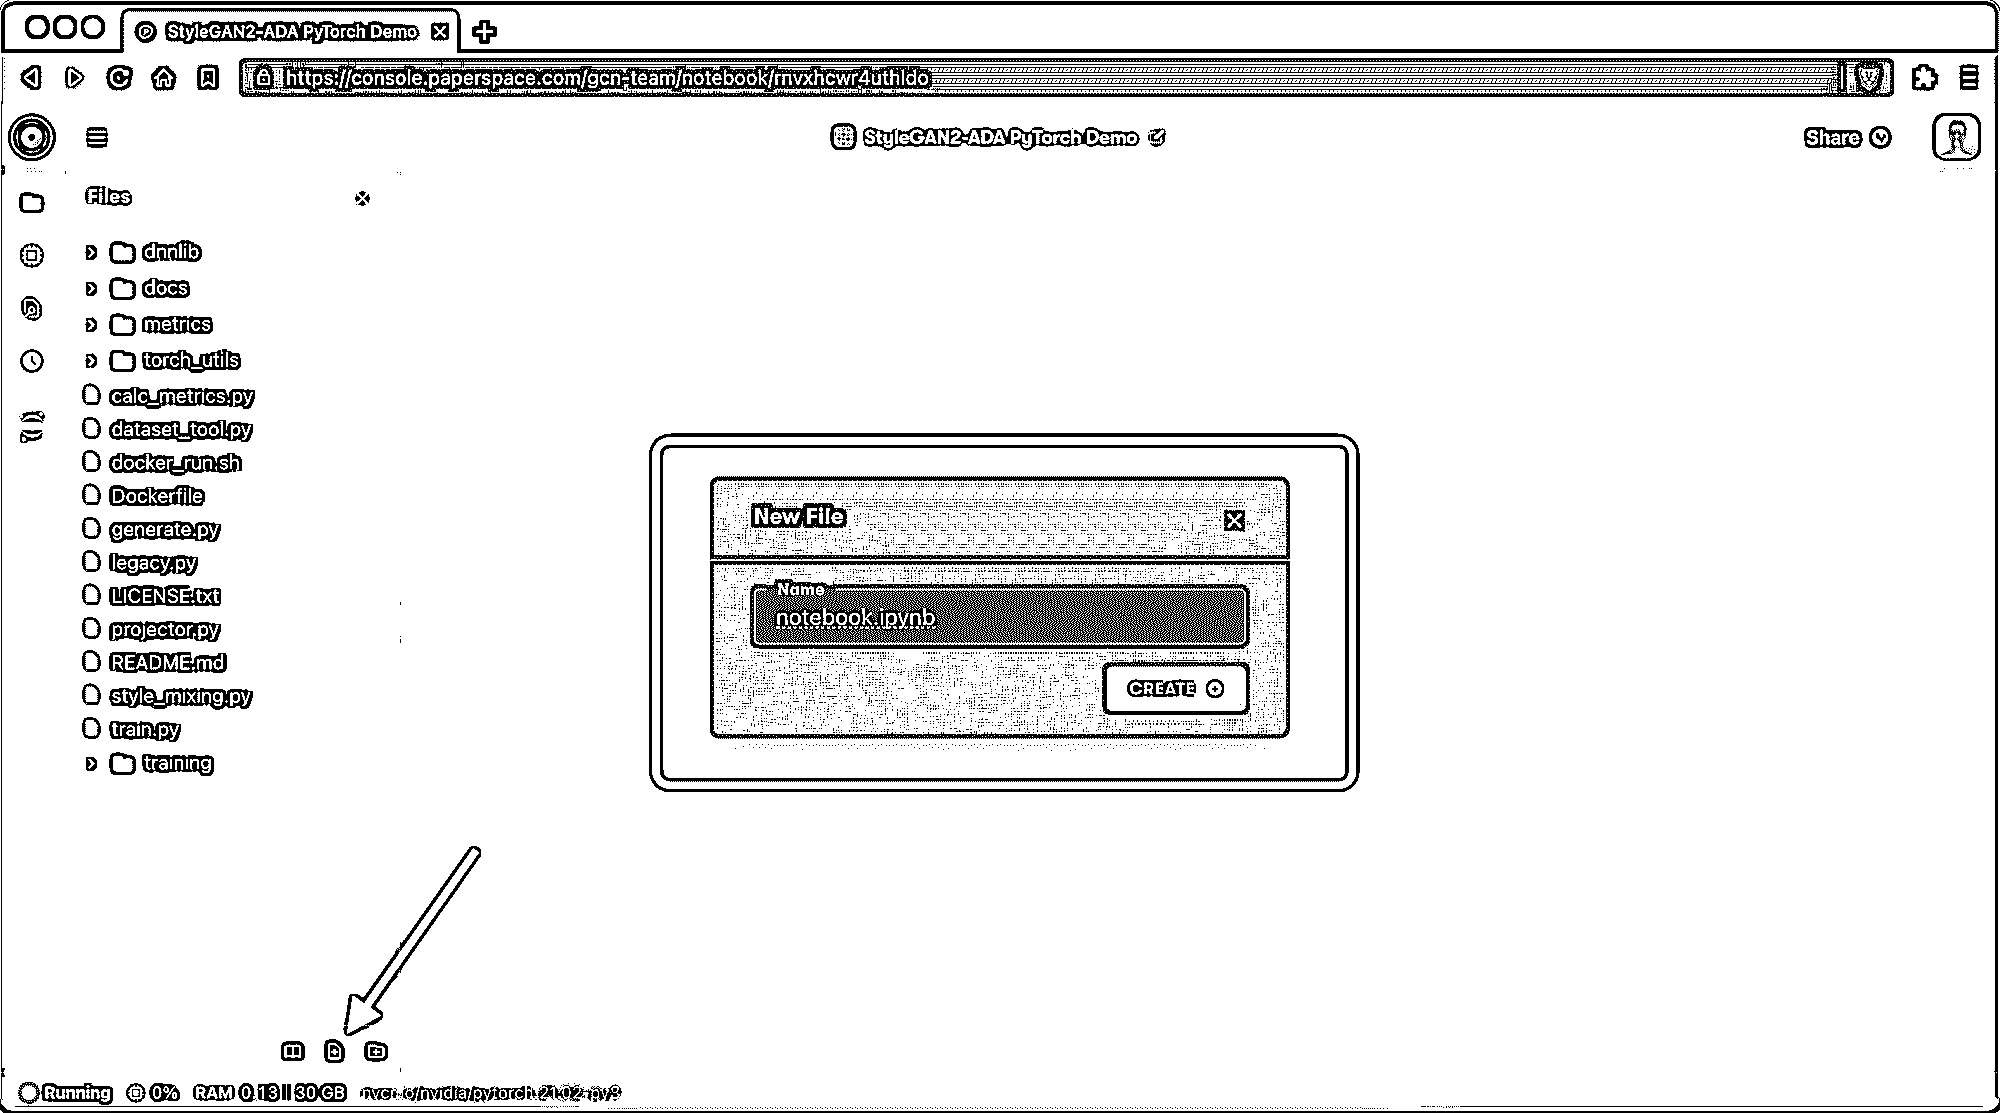 StyleGAN2-ADA PyTorch Demo
https://console.paperspace.com/gcn-team/notebook/rnvxhcwr4uthldo
StyleGAN2-ADA PyTorch Demo
Share
Files
dnnlib
docs
metrics
torch_utils
calc_metrics.py
dataset_tool.py
docker_run.sh
Dockerfile
generate.py
legacy.py
LICENSE.txt
projector.py
README.md
style_mixing.py
train.py
training
New File
Name
notebook.ipynb
CREATE
Running 0% RAM 0.13 || 30 GB nvcr.io/nvidia/pytorch:21.02-py3